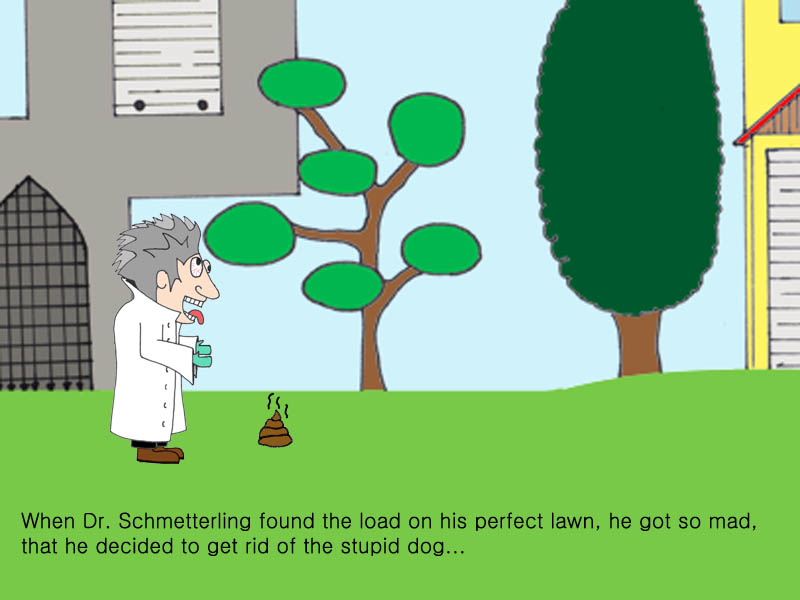 When Dr. Schmetterling found the load on his perfect lawn, he got so mad,
that he decided to get rid of the stupid dog...